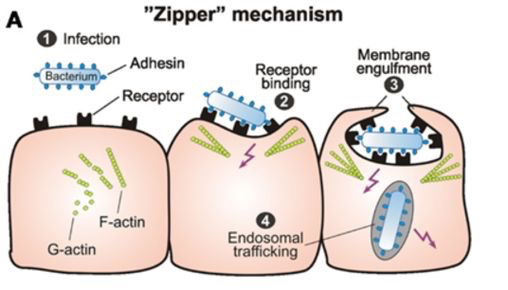 A
"Zipper" mechanism
1 Infection
Bacterium
Adhesin
Receptor
F-actin
G-actin
Receptor
binding
2
Membrane
engulfment
3
4
Endosomal
trafficking